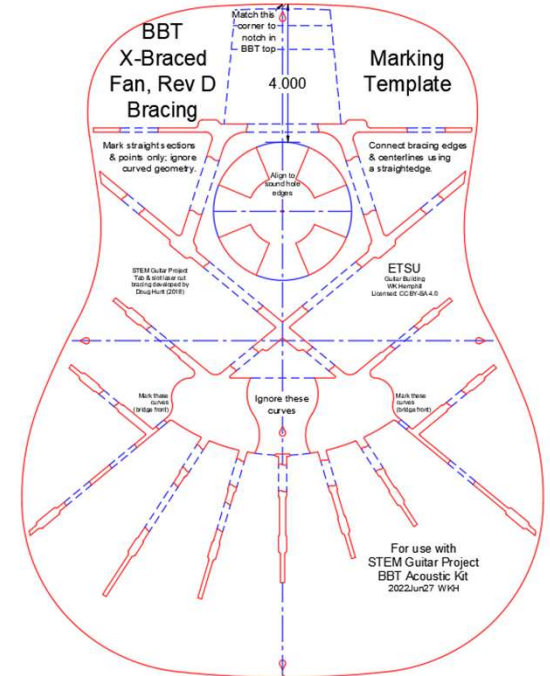 BBT
X-Braced
Fan, Rev D
Bracing
Match this
corner to
notch in
BBT top
4.000
Marking
Template
Mark straight sections
& points only; ignore
curved geometry.
Connect bracing edges
& centerlines using
a straightedge.
Align to
sound hole
edges
STEM Guitar Project
Tab & slot laser cut
bracing developed by
Doug Hunt (2018)
ETSU
Guitar Building
WK Hemphill
Licensed: CC-BY-SA-4.0
Mark these
curves
(bridge front)
Ignore these
curves
Mark these
curves
(bridge front)
For use with
STEM Guitar Project
BBT Acoustic Kit
2022Jun27 WKH